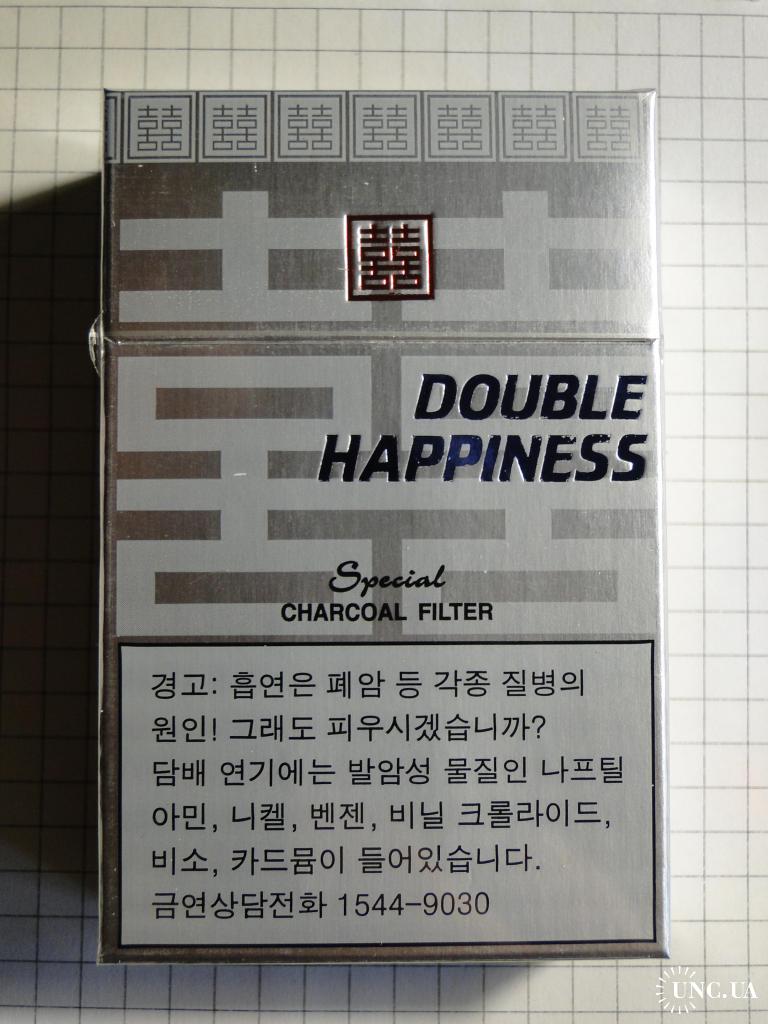 囍 囍 囍 囍 囍 囍 囍
囍
DOUBLE
HAPPINESS
Special
CHARCOAL FILTER
경고: 흡연은 폐암 등 각종 질병의
원인! 그래도 피우시겠습니까?
담배 연기에는 발암성 물질인 나프틸
아민, 니켈, 벤젠, 비닐 크롤라이드,
비소, 카드뮴이 들어있습니다.
금연상담전화 1544-9030
UNC.UA